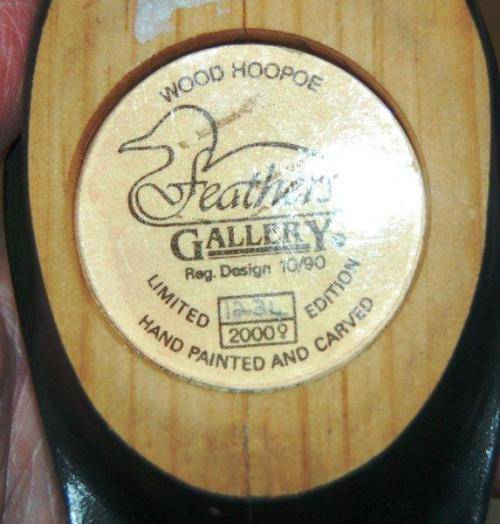 WOOD HOOPOE
Feathers
GALLERY®
Reg. Design 10/90
LIMITED EDITION
20009
HAND PAINTED AND CARVED